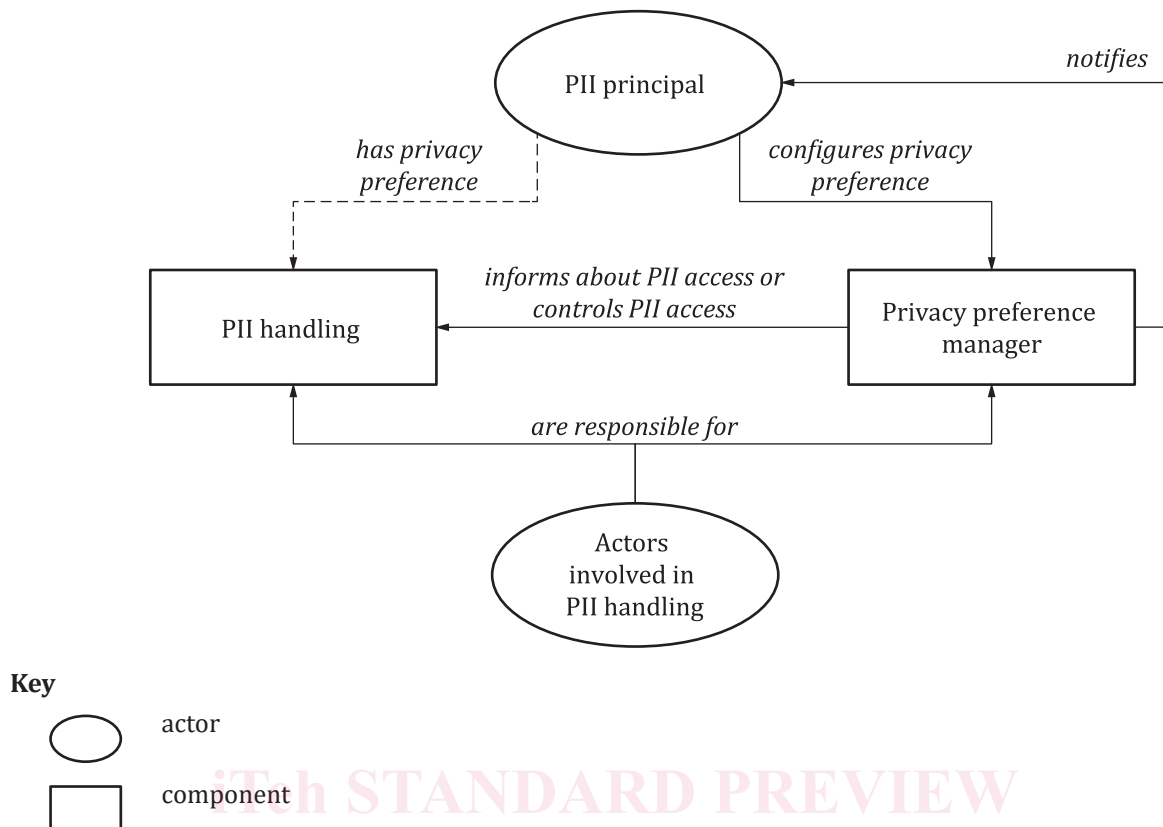 PII principal
notifies
has privacy
preference
configures privacy
preference
informs about PII access or
controls PII access
PII handling
Privacy preference
manager
are responsible for
Actors
involved in
PII handling
Key
actor
component
iTeh STANDARD PREVIEW